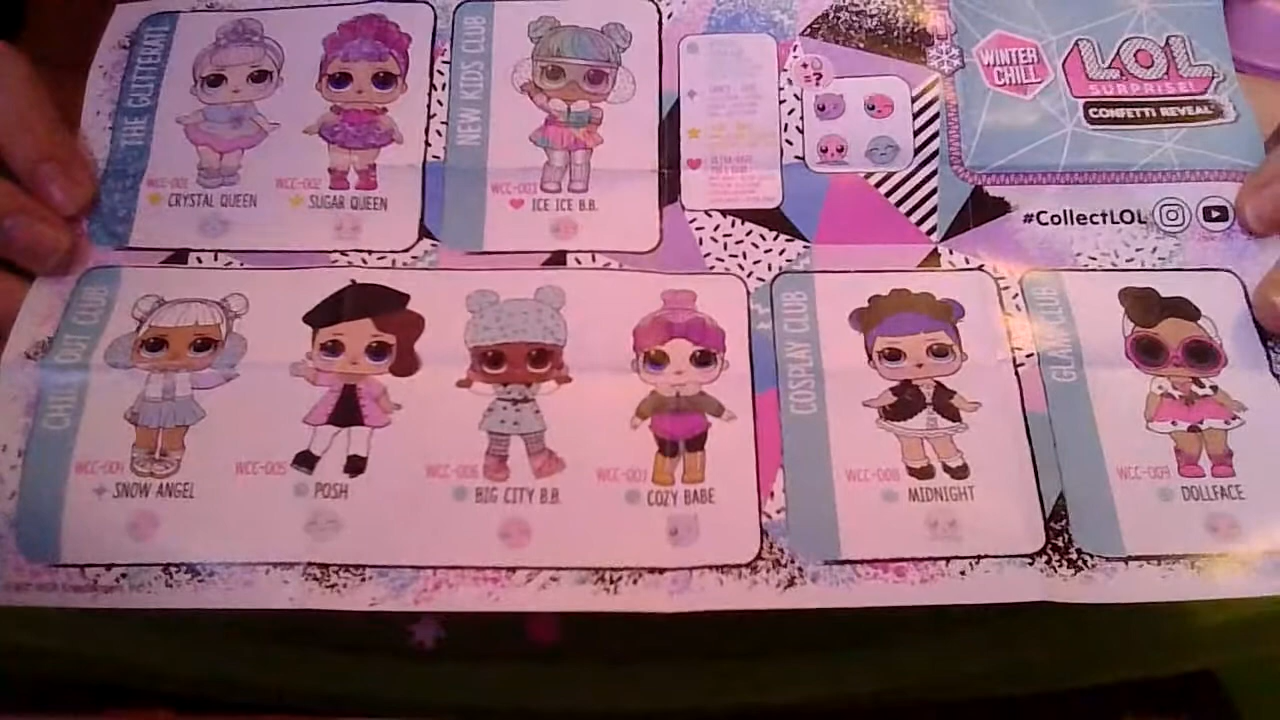 THE GLITTERATI
WCC-001
CRYSTAL QUEEN
WCC-002
SUGAR QUEEN
NEW KIDS CLUB
WCC-003
ICE ICE B.B.
+
=?
WINTER CHILL
L.O.L.
SURPRISE!
CONFETTI REVEAL
#CollectLOL
CHILL OUT CLUB
WCC-004
SNOW ANGEL
WCC-005
POSH
WCC-006
BIG CITY B.B.
WCC-007
COZY BABE
COSPLAY CLUB
WCC-008
MIDNIGHT
GLAM CLUB
WCC-009
DOLLFACE